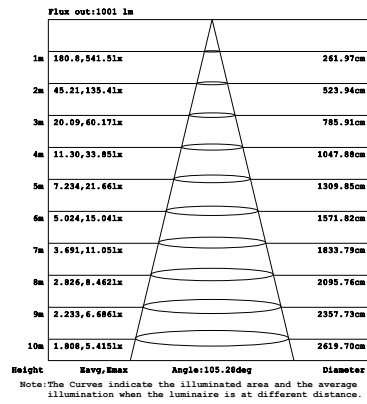 Flux out:1001 lm
1m 180.8,541.5lx 261.97cm
2m 45.21,135.4lx 523.94cm
3m 20.09,60.17lx 785.91cm
4m 11.30,33.85lx 1047.88cm
5m 7.234,21.66lx 1309.85cm
6m 5.024,15.04lx 1571.82cm
7m 3.691,11.05lx 1833.79cm
8m 2.826,8.462lx 2095.76cm
9m 2.233,6.686lx 2357.73cm
10m 1.808,5.415lx 2619.70cm
Height Eavg,Emax Angle:105.28deg Diameter
Note:The Curves indicate the illuminated area and the average
illumination when the luminaire is at different distance.